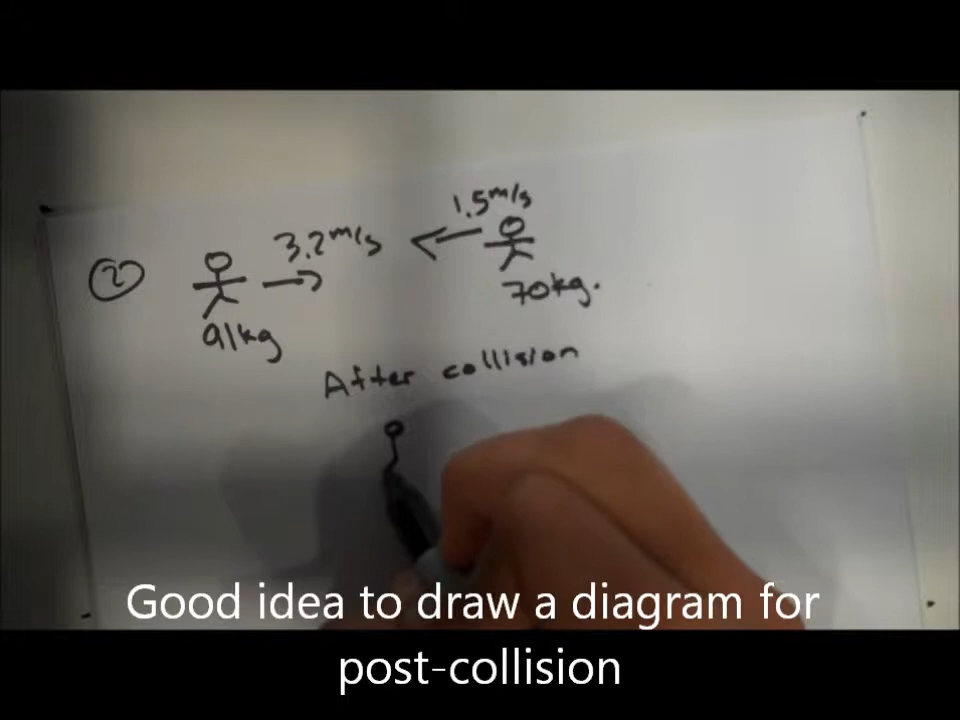 1.5m/s
② 3.2m/s
91kg
70kg.
After collision
Good idea to draw a diagram for
post-collision